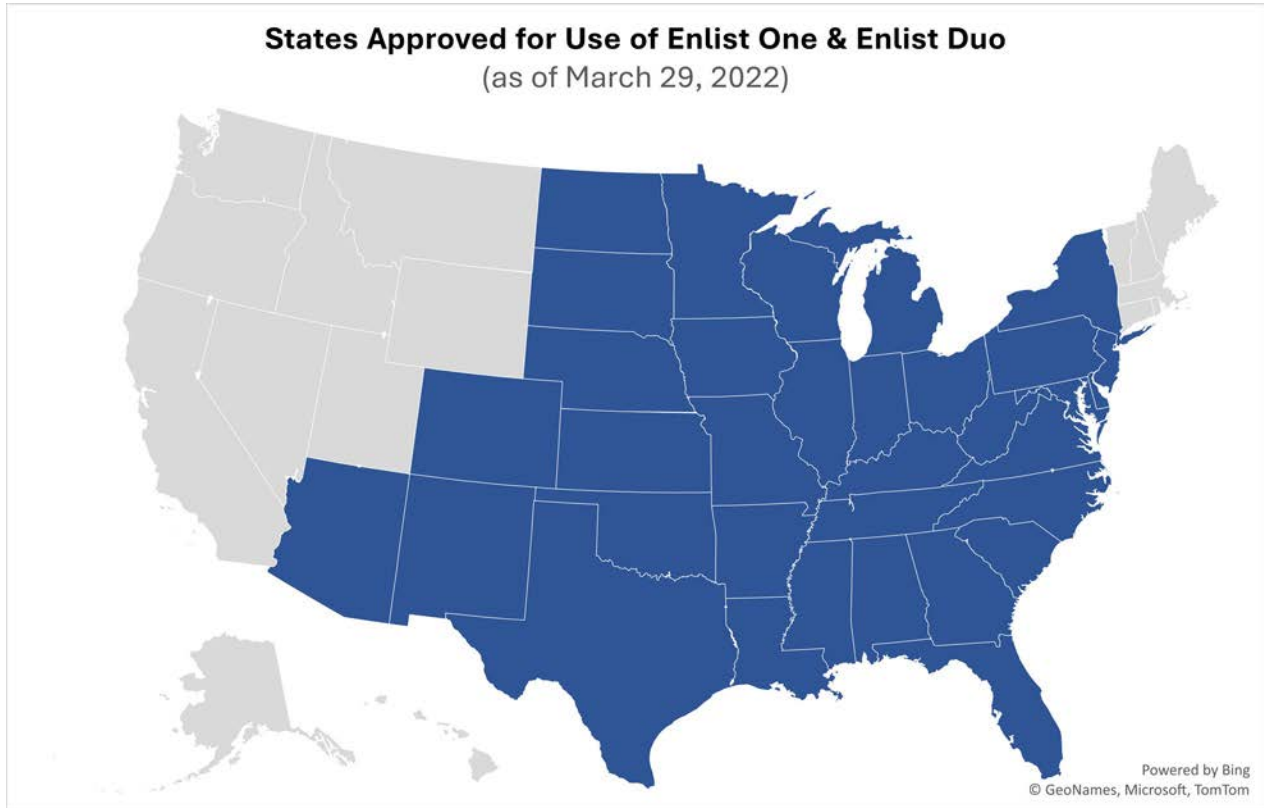 States Approved for Use of Enlist One & Enlist Duo
(as of March 29, 2022)
Powered by Bing
© GeoNames, Microsoft, TomTom